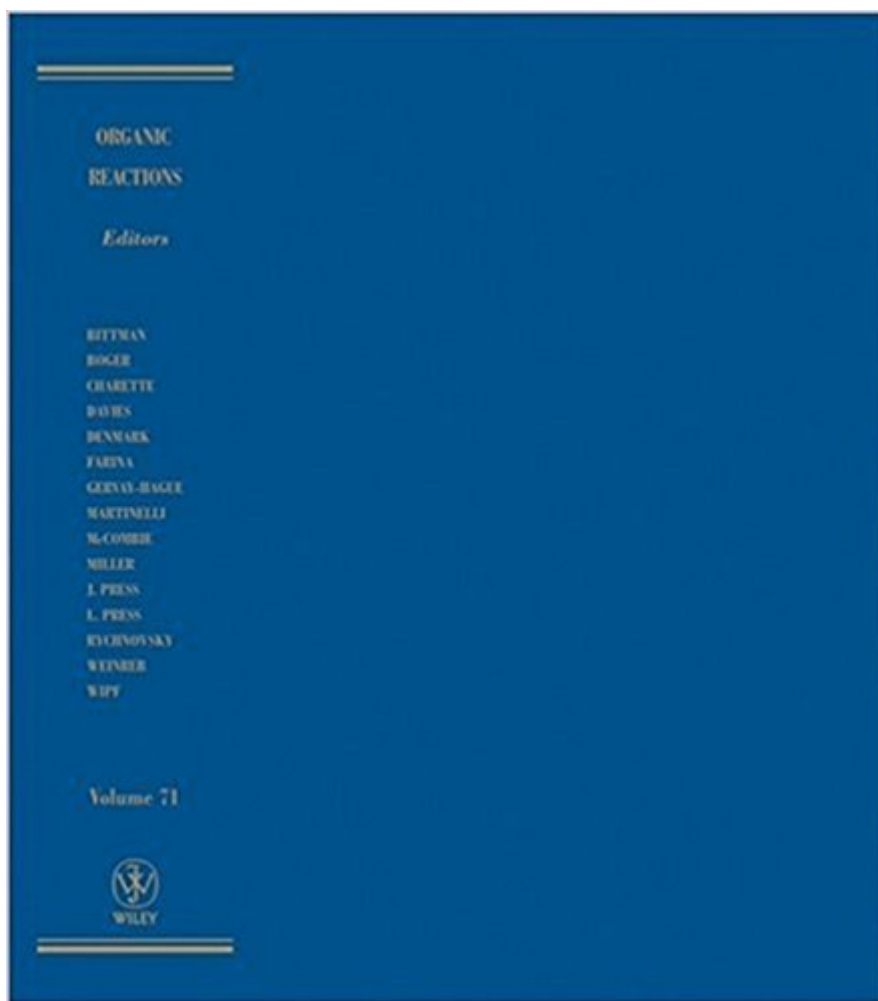 ORGANIC
REACTIONS
Editors
BITTMAN
BOGER
CHARETTE
DAVIES
DENMARK
FARINA
GERVAY-HAGUE
MARTINELLI
McCOMBIE
MILLER
J. PRESS
L. PRESS
RYCHNOVSKY
WEINREB
WIPF
Volume 71
WILEY